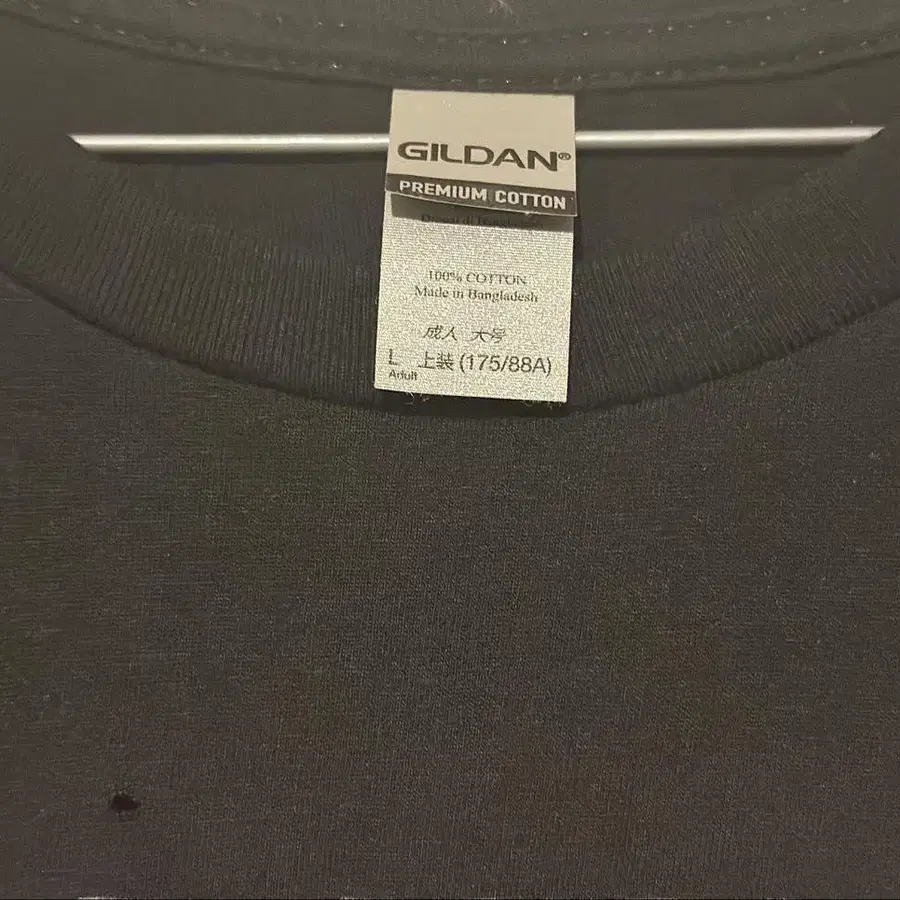 GILDAN®
PREMIUM COTTON
100% COTTON
Made in Bangladesh
成人 大号
L 上装 (175/88A)
Adult